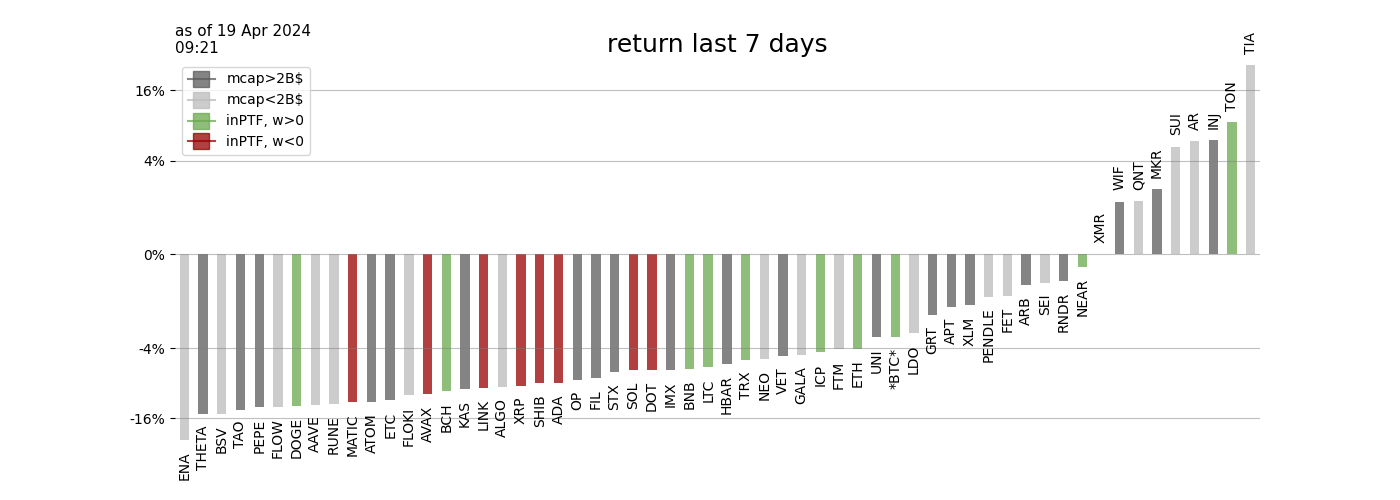 as of 19 Apr 2024
09:21
return last 7 days
mcap>2B$
mcap<2B$
inPTF, w>0
inPTF, w<0
16%
4%
0%
-4%
-16%
ENA
THETA
BSV
TAO
PEPE
FLOW
DOGE
AAVE
RUNE
MATIC
ATOM
ETC
FLOKI
AVAX
BCH
KAS
LINK
ALGO
XRP
SHIB
ADA
OP
FIL
STX
SOL
DOT
IMX
BNB
LTC
HBAR
TRX
NEO
VET
GALA
ICP
FTM
ETH
UNI
*BTC*
LDO
GRT
APT
XLM
PENDLE
FET
ARB
SEI
RNDR
NEAR
XMR
WIF
QNT
MKR
SUI
AR
INJ
TON
TIA